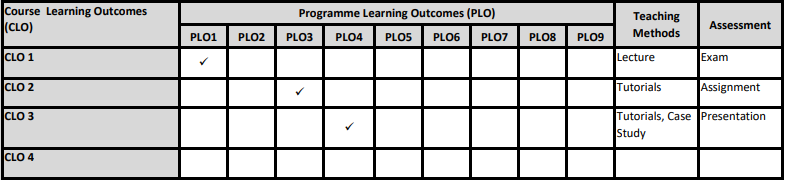 Course Learning Outcomes (CLO) Programme Learning Outcomes (PLO) Teaching Methods Assessment
PLO1 PLO2 PLO3 PLO4 PLO5 PLO6 PLO7 PLO8 PLO9
CLO 1 ✓ Lecture Exam
CLO 2 ✓ Tutorials Assignment
CLO 3 ✓ Tutorials, Case Study Presentation
CLO 4